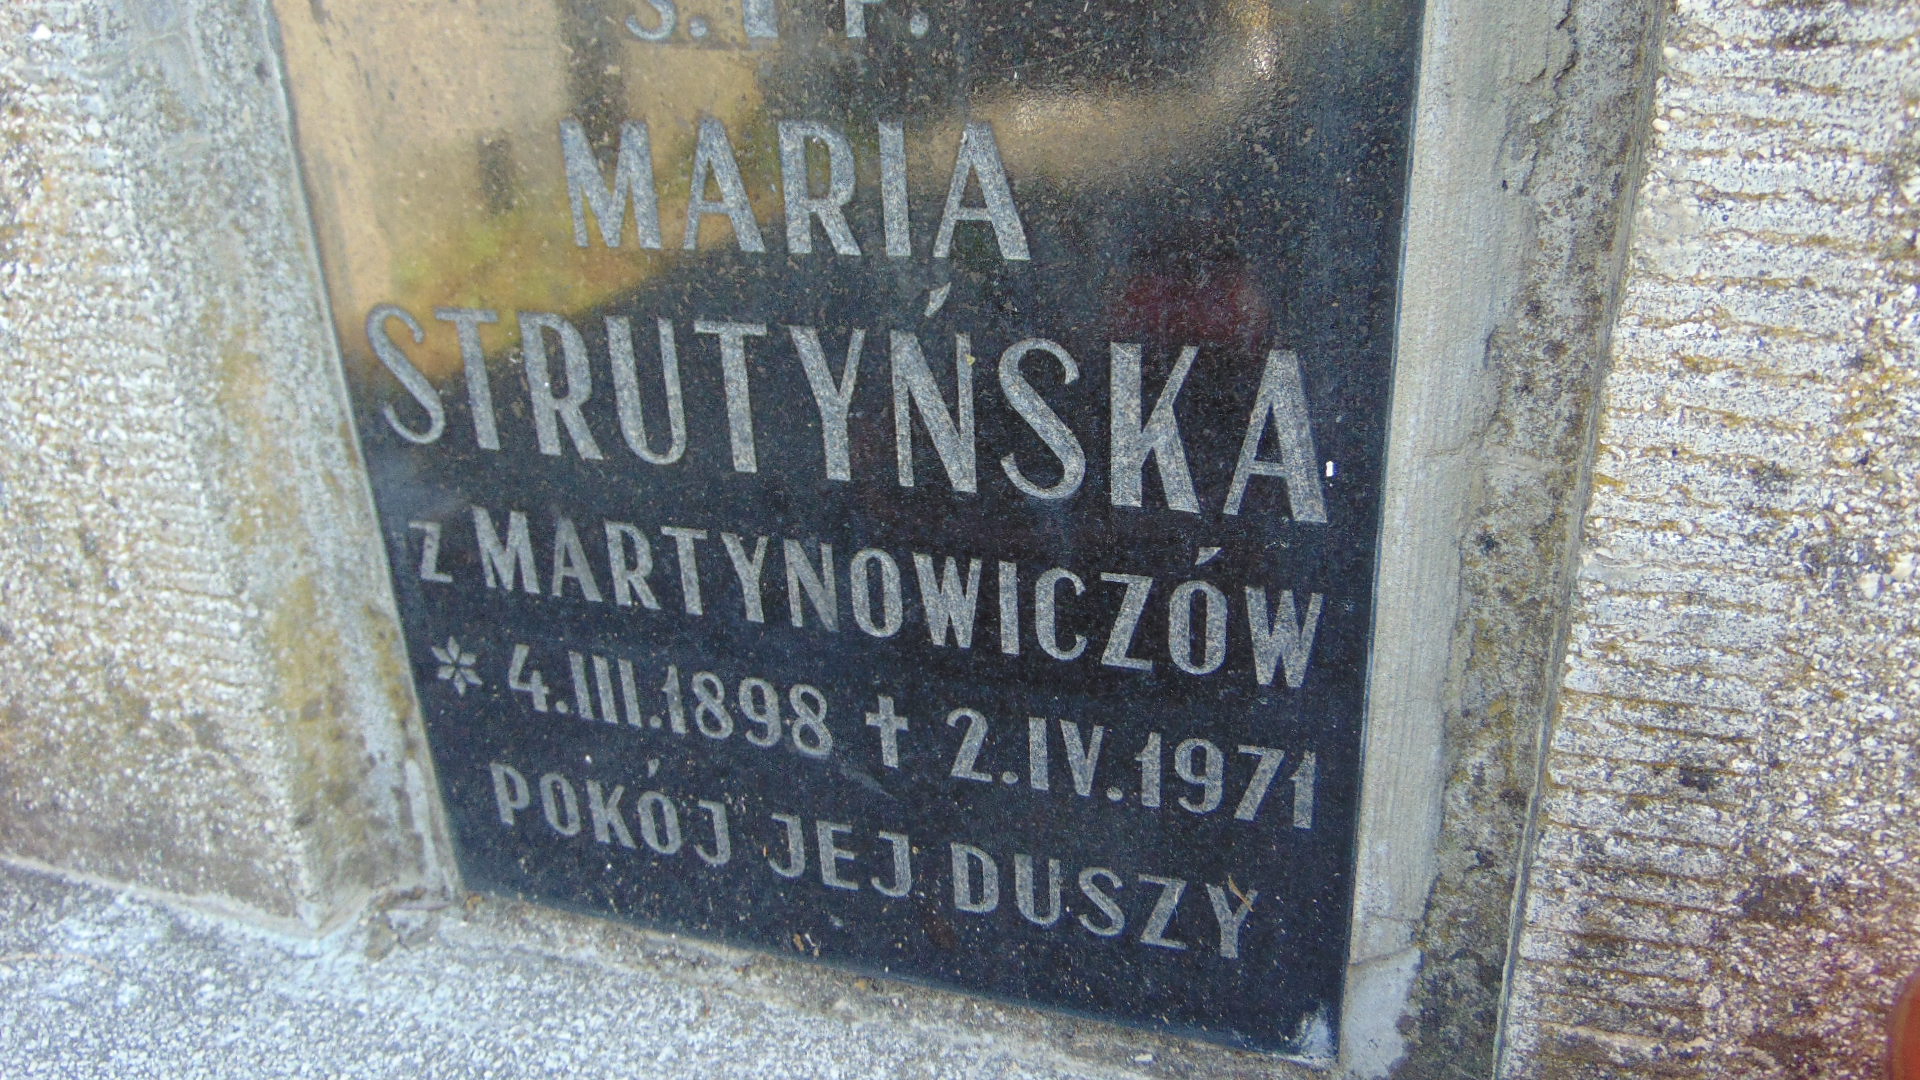 Ś. † P.
MARIA
STRUTYŃSKA
z MARTYNOWICZÓW
* 4.III.1898 † 2.IV.1971
POKÓJ JEJ DUSZY